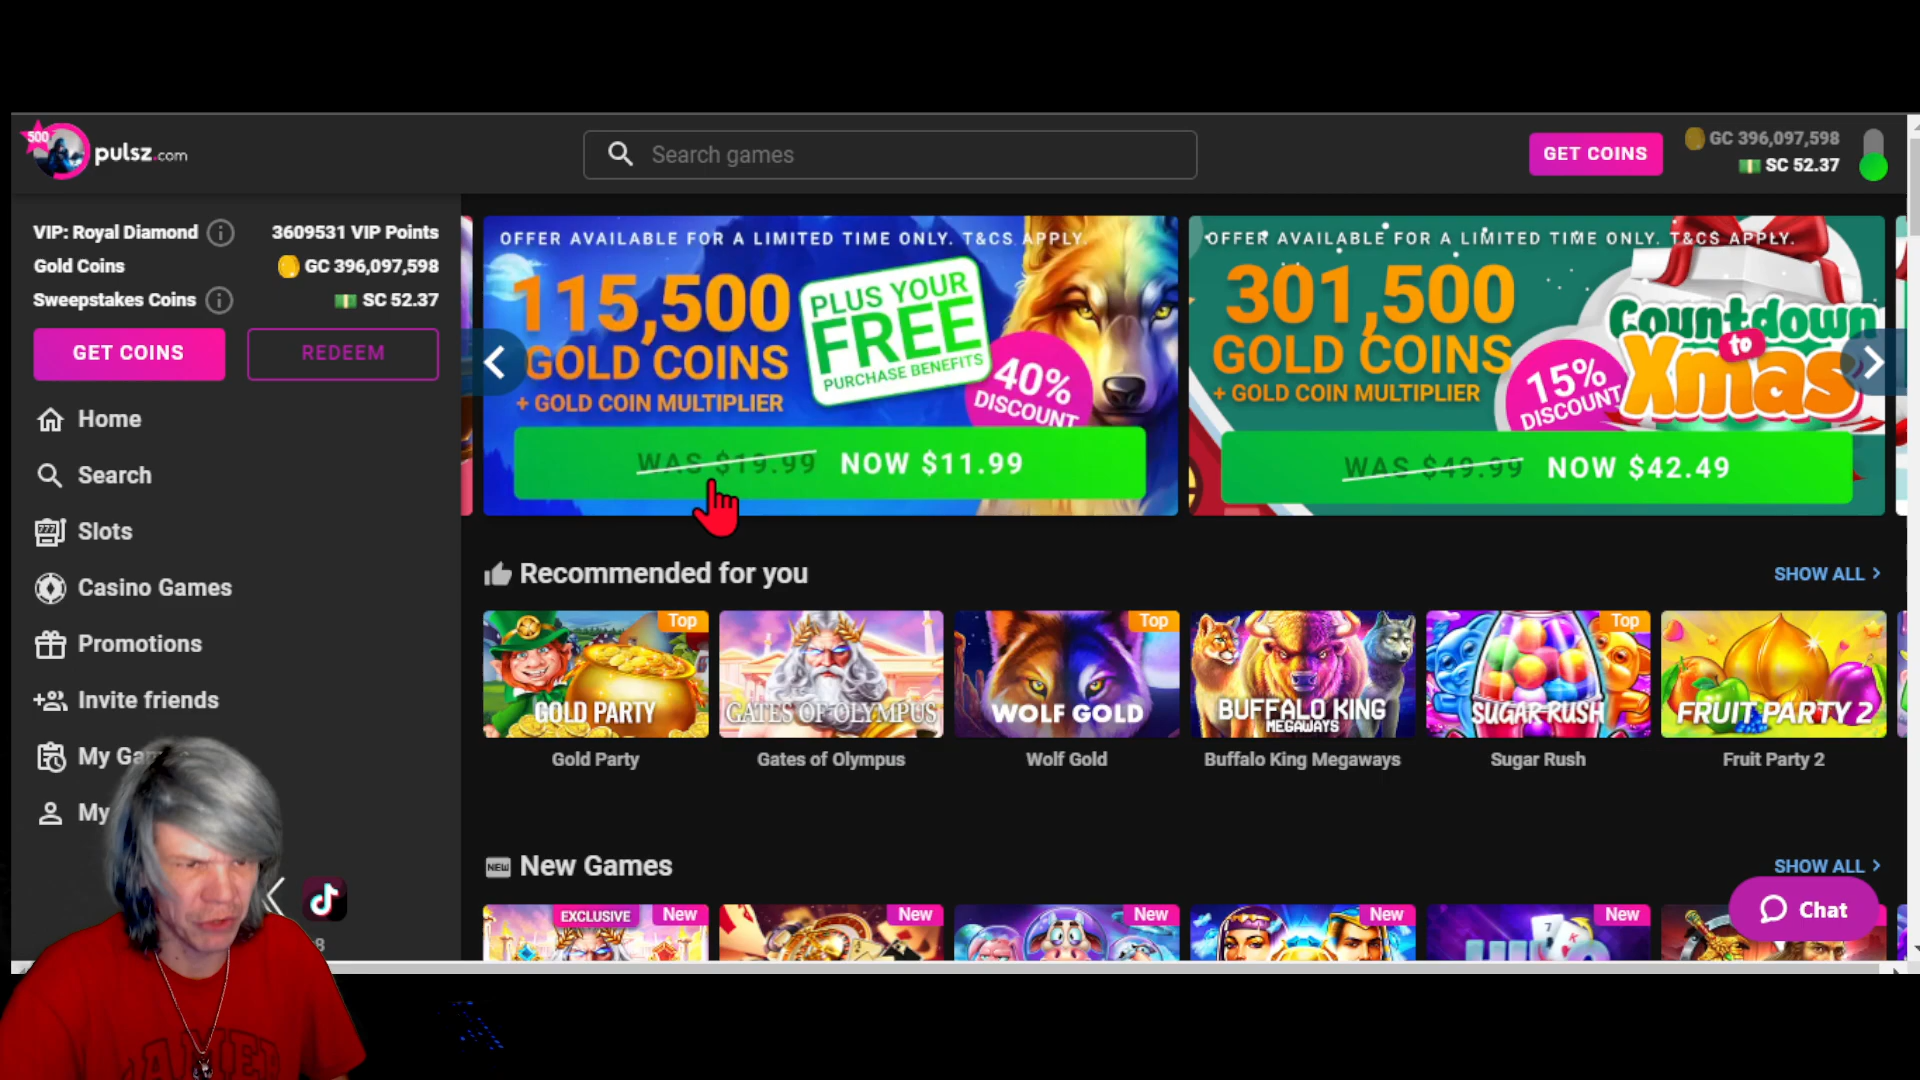 500
pulsz.com
Search games
GET COINS
GC 396,097,598
SC 52.37
VIP: Royal Diamond
3609531 VIP Points
Gold Coins
GC 396,097,598
Sweepstakes Coins
SC 52.37
GET COINS
REDEEM
Home
Search
Slots
Casino Games
Promotions
Invite friends
My
My
OFFER AVAILABLE FOR A LIMITED TIME ONLY. T&CS APPLY.
115,500
GOLD COINS
+ GOLD COIN MULTIPLIER
PLUS YOUR
FREE
PURCHASE BENEFITS
40%
DISCOUNT
WAS $19.99 NOW $11.99
OFFER AVAILABLE FOR A LIMITED TIME ONLY. T&CS APPLY.
301,500
GOLD COINS
+ GOLD COIN MULTIPLIER
15%
DISCOUNT
Countdown
to
Xmas
WAS $49.99 NOW $42.49
Recommended for you
SHOW ALL
Top
GOLD PARTY
Gold Party
GATES OF OLYMPUS
Gates of Olympus
Top
WOLF GOLD
Wolf Gold
BUFFALO KING
MEGAWAYS
Buffalo King Megaways
Top
SUGAR RUSH
Sugar Rush
FRUIT PARTY 2
Fruit Party 2
NEW
New Games
SHOW ALL
EXCLUSIVE
New
New
New
New
New
Chat